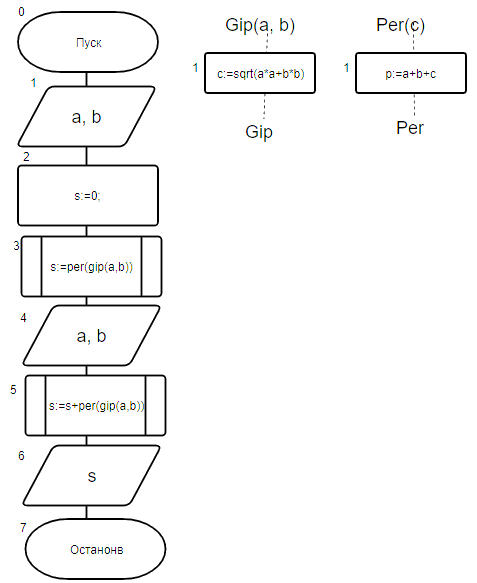 0
Пуск
1
a, b
2
s:=0;
3
s:=per(gip(a,b))
4
a, b
5
s:=s+per(gip(a,b))
6
s
7
Останонв
Gip(a, b)
1
c:=sqrt(a*a+b*b)
Gip
Per(c)
1
p:=a+b+c
Per